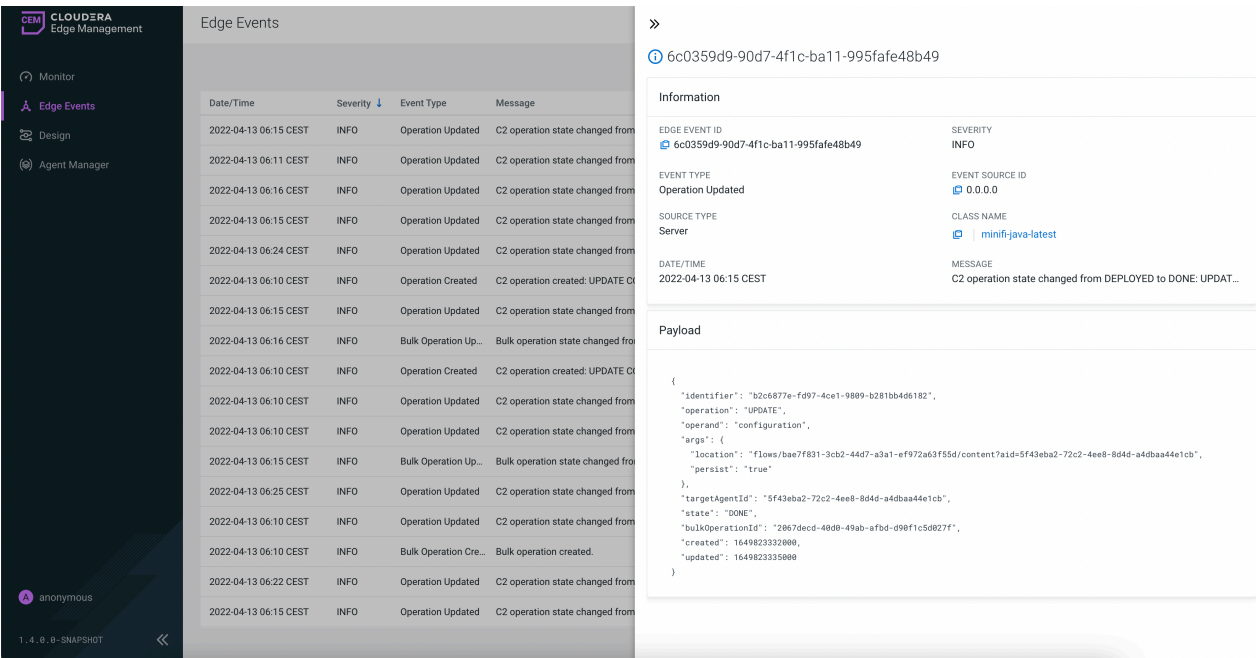 CEM
CLOUDERA
Edge Management
Monitor
Edge Events
Design
Agent Manager
A anonymous
1.4.0.0-SNAPSHOT
Edge Events
Date/Time Severity Event Type Message
2022-04-13 06:15 CEST INFO Operation Updated C2 operation state changed from
2022-04-13 06:11 CEST INFO Operation Updated C2 operation state changed from
2022-04-13 06:16 CEST INFO Operation Updated C2 operation state changed from
2022-04-13 06:15 CEST INFO Operation Updated C2 operation state changed from
2022-04-13 06:24 CEST INFO Operation Updated C2 operation state changed from
2022-04-13 06:10 CEST INFO Operation Created C2 operation created: UPDATE CO
2022-04-13 06:15 CEST INFO Operation Updated C2 operation state changed from
2022-04-13 06:16 CEST INFO Bulk Operation Up... Bulk operation state changed fro
2022-04-13 06:10 CEST INFO Operation Created C2 operation created: UPDATE CO
2022-04-13 06:10 CEST INFO Operation Updated C2 operation state changed from
2022-04-13 06:10 CEST INFO Operation Updated C2 operation state changed from
2022-04-13 06:15 CEST INFO Bulk Operation Up... Bulk operation state changed fro
2022-04-13 06:25 CEST INFO Operation Updated C2 operation state changed from
2022-04-13 06:10 CEST INFO Operation Updated C2 operation state changed from
2022-04-13 06:10 CEST INFO Bulk Operation Cre... Bulk operation created.
2022-04-13 06:22 CEST INFO Operation Updated C2 operation state changed from
2022-04-13 06:15 CEST INFO Operation Updated C2 operation state changed from
6c0359d9-90d7-4f1c-ba11-995fafe48b49
Information
EDGE EVENT ID
6c0359d9-90d7-4f1c-ba11-995fafe48b49
SEVERITY
INFO
EVENT TYPE
Operation Updated
EVENT SOURCE ID
0.0.0.0
SOURCE TYPE
Server
CLASS NAME
minifi-java-latest
DATE/TIME
2022-04-13 06:15 CEST
MESSAGE
C2 operation state changed from DEPLOYED to DONE: UPDAT...
Payload
{
"identifier": "b2c6877e-fd97-4ce1-9809-b281bb4d6182",
"operation": "UPDATE",
"operand": "configuration",
"args": {
"location": "flows/bae7f831-3cb2-44d7-a3a1-ef972a63f55d/content?aid=5f43eba2-72c2-4ee8-8d4d-a4dbaa44e1cb",
"persist": "true"
},
"targetAgentId": "5f43eba2-72c2-4ee8-8d4d-a4dbaa44e1cb",
"state": "DONE",
"bulkOperationId": "2067decd-40d0-49ab-afbd-d90f1c5d027f",
"created": 1649823332000,
"updated": 1649823335000
}